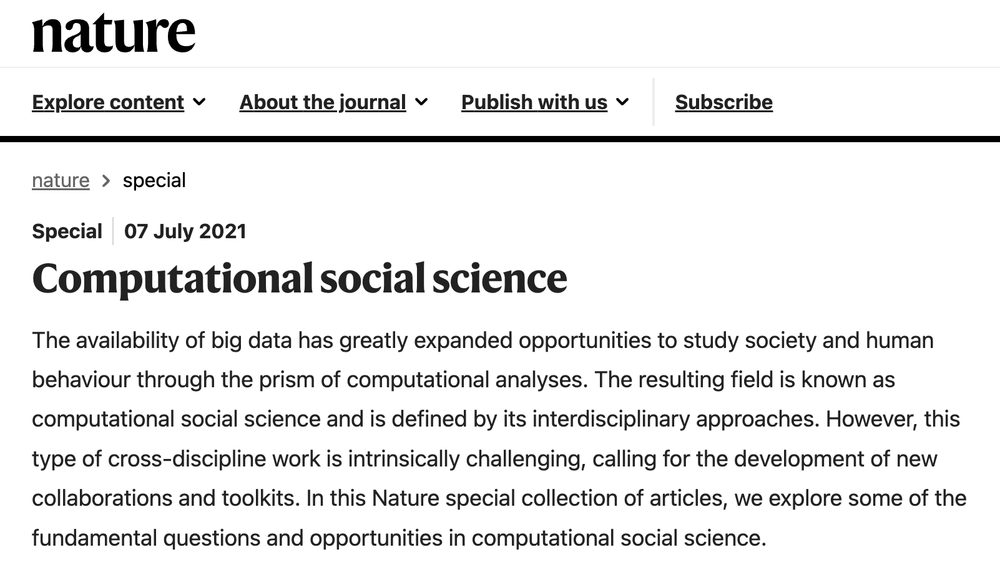 nature
Explore content
About the journal
Publish with us
Subscribe
nature > special
Special | 07 July 2021
Computational social science
The availability of big data has greatly expanded opportunities to study society and human
behaviour through the prism of computational analyses. The resulting field is known as
computational social science and is defined by its interdisciplinary approaches. However, this
type of cross-discipline work is intrinsically challenging, calling for the development of new
collaborations and toolkits. In this Nature special collection of articles, we explore some of the
fundamental questions and opportunities in computational social science.